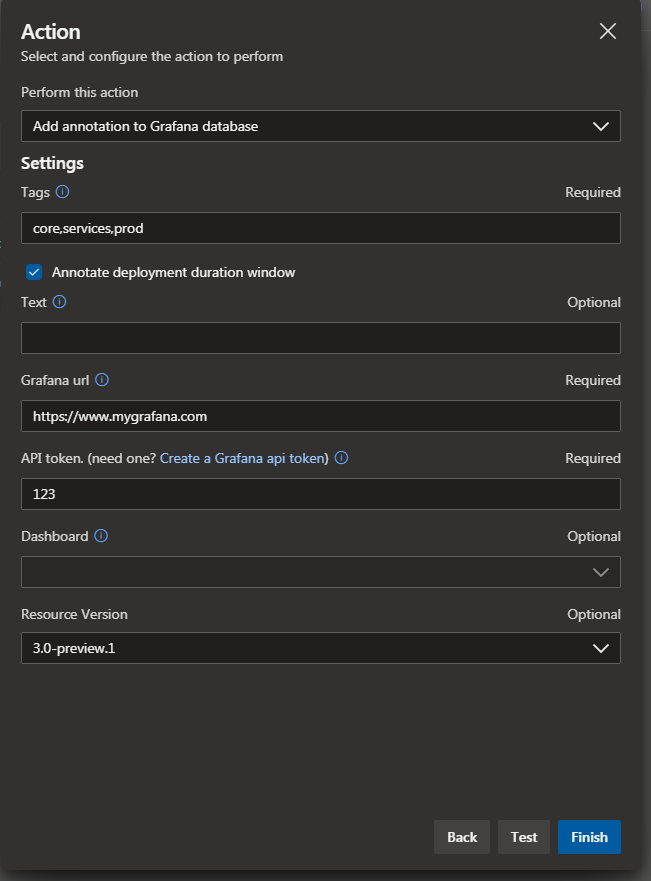 Action
Select and configure the action to perform
Perform this action
Add annotation to Grafana database
Settings
Tags Required
core,services,prod
Annotate deployment duration window
Text Optional
Grafana url Required
https://www.mygrafana.com
API token. (need one? Create a Grafana api token) Required
123
Dashboard Optional
Resource Version Optional
3.0-preview.1
Back Test Finish